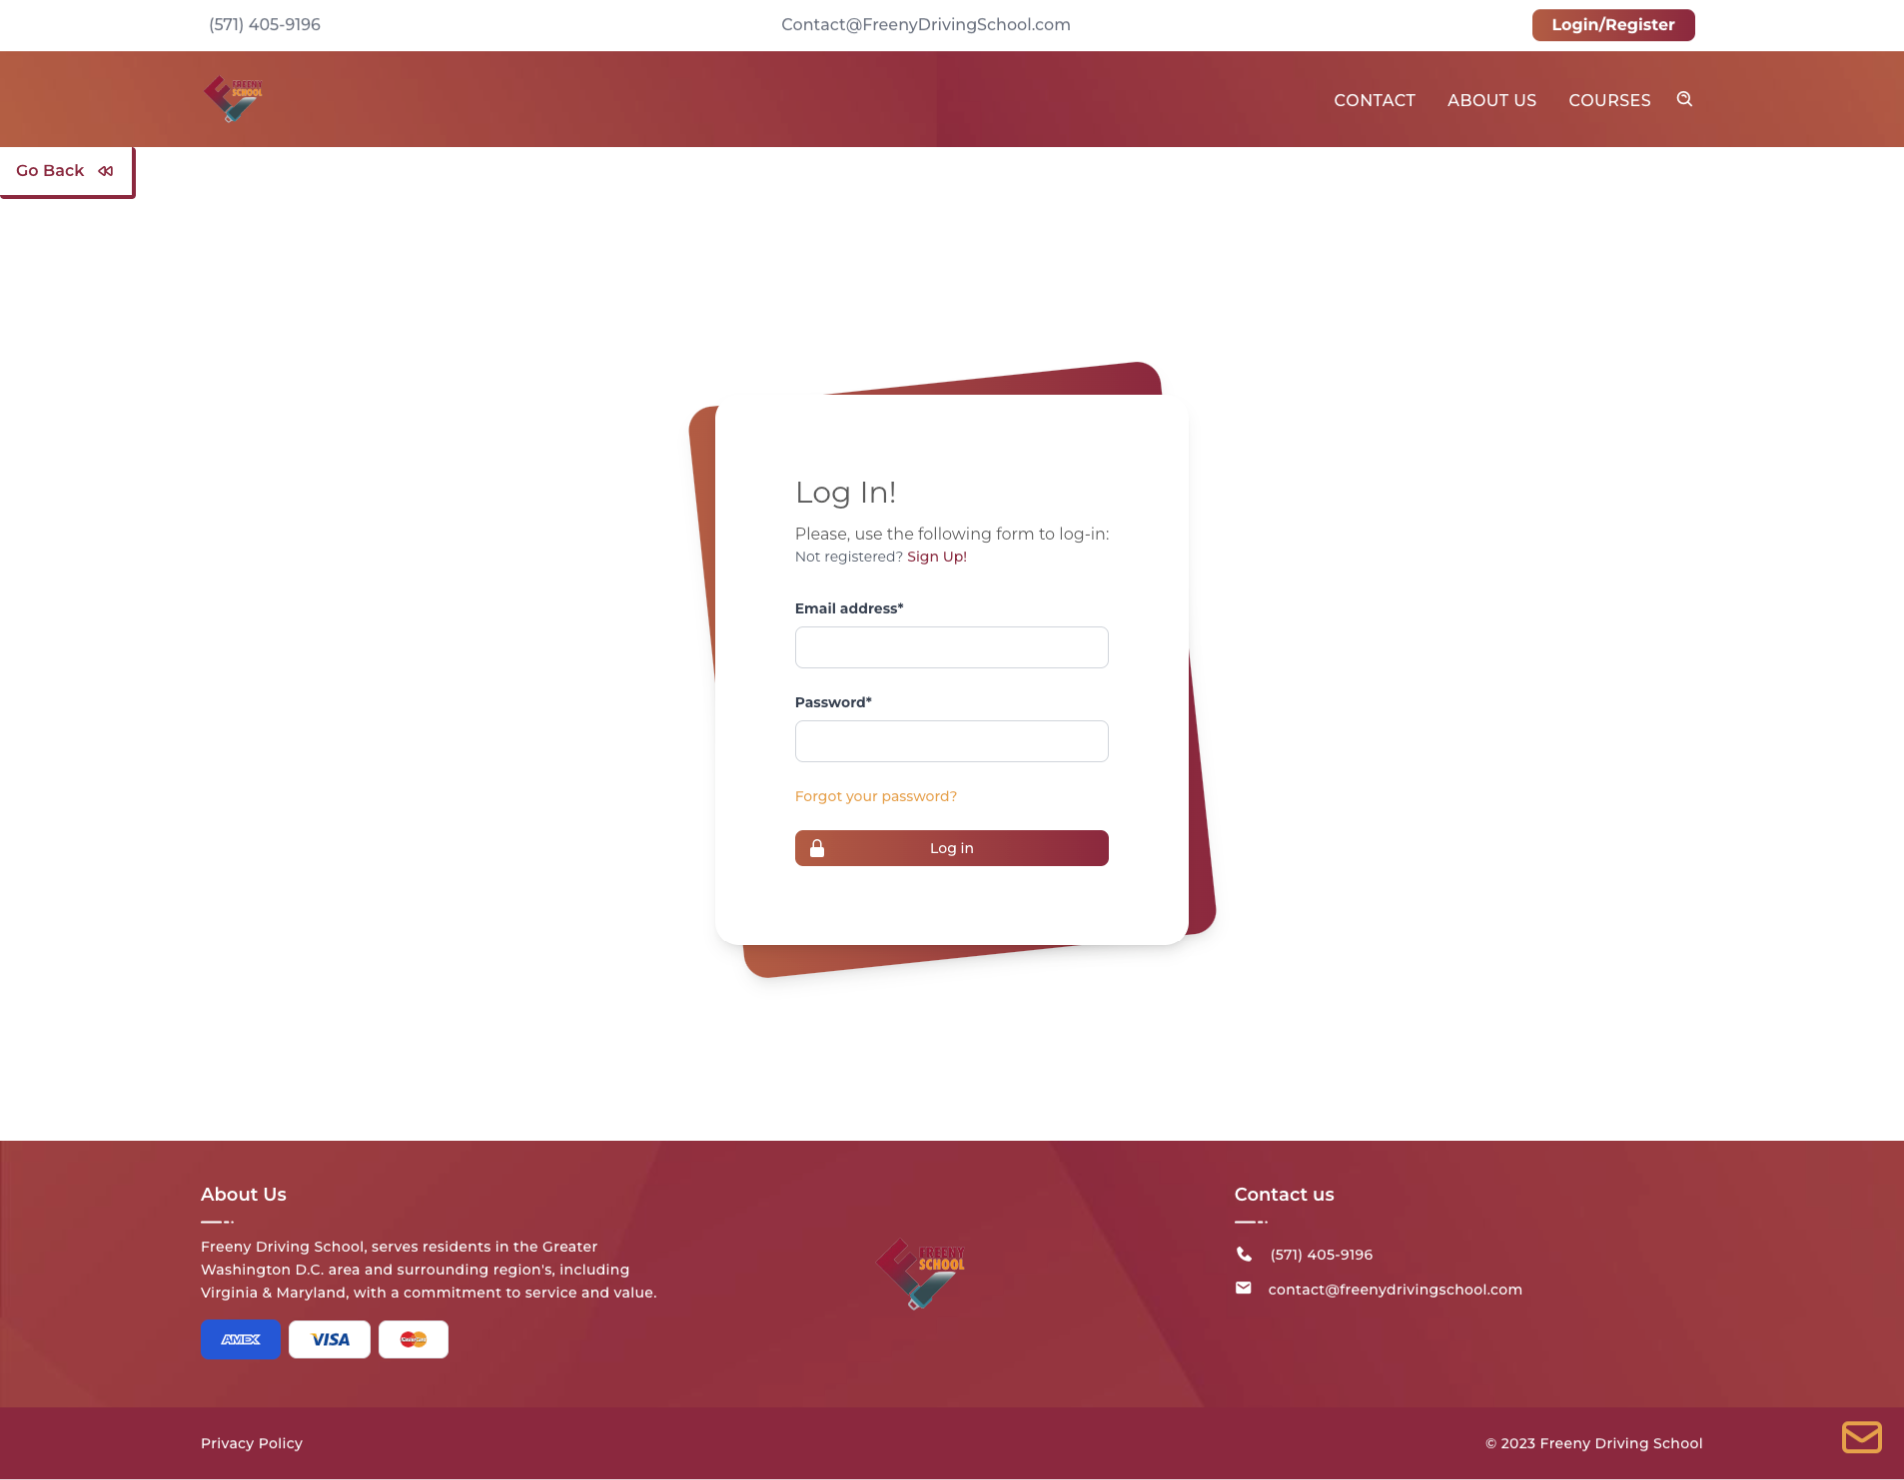 (571) 405-9196
Contact@FreenyDrivingSchool.com
Login/Register
FREENY
SCHOOL
CONTACT
ABOUT US
COURSES
Go Back
Log In!
Please, use the following form to log-in:
Not registered? Sign Up!
Email address*
Password*
Forgot your password?
Log in
About Us
Freeny Driving School, serves residents in the Greater
Washington D.C. area and surrounding region's, including
Virginia & Maryland, with a commitment to service and value.
AMEX
VISA
MasterCard
FREENY
SCHOOL
Contact us
(571) 405-9196
contact@freenydrivingschool.com
Privacy Policy
© 2023 Freeny Driving School